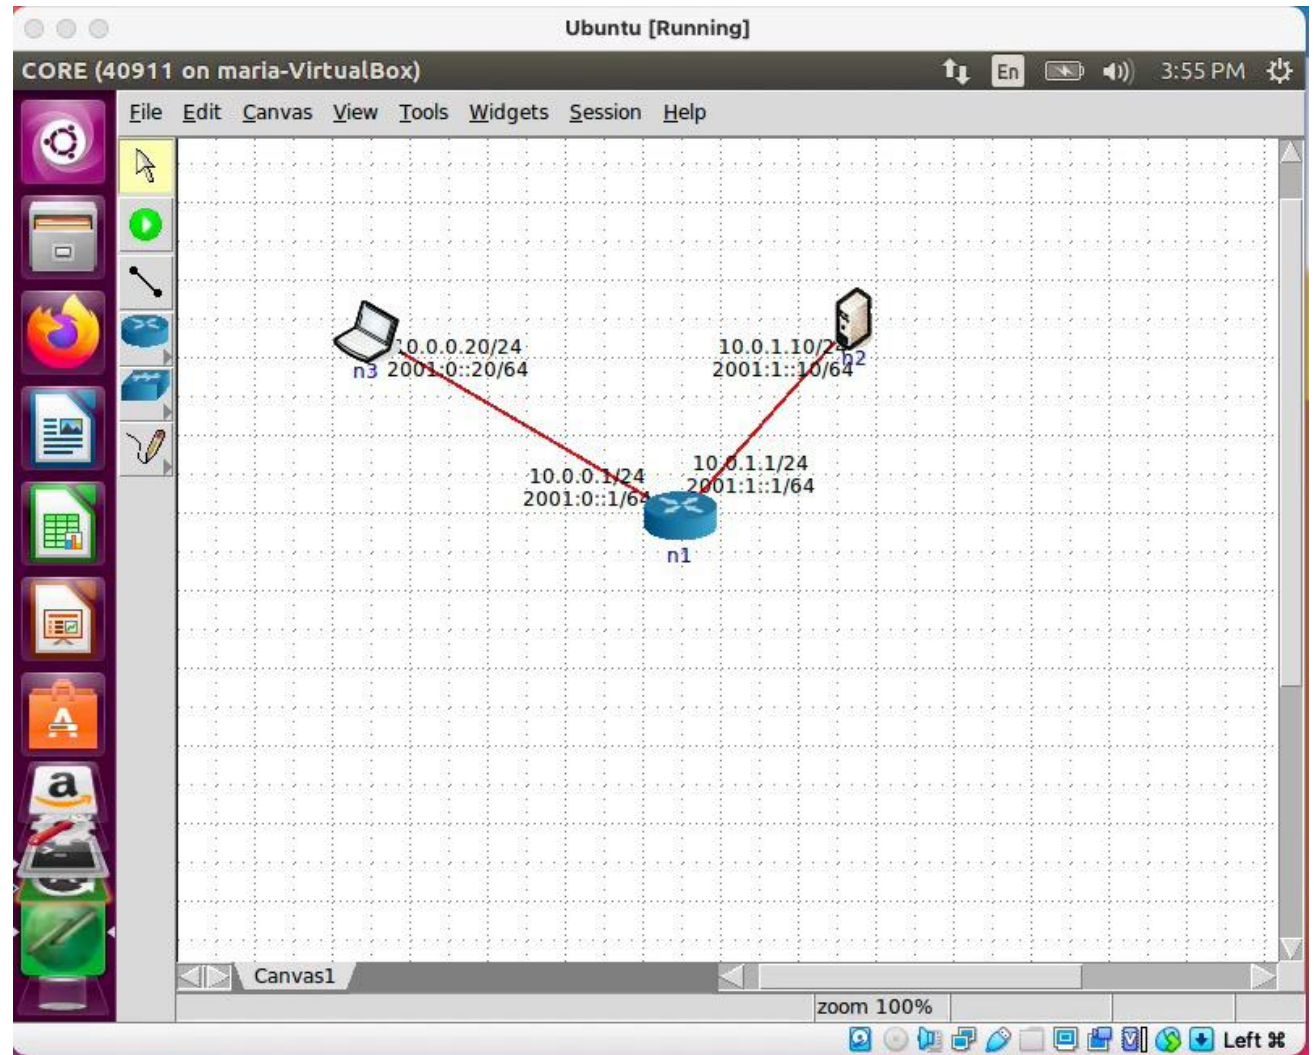 Ubuntu [Running]
CORE (40911 on maria-VirtualBox)
En
3:55 PM
File Edit Canvas View Tools Widgets Session Help
10.0.0.20/24
n3 2001:0::20/64
10.0.1.10/24
2001:1::10/64
n2
10.0.0.1/24
2001:0::1/64
10.0.1.1/24
2001:1::1/64
n1
Canvas1
zoom 100%
Left ⌘